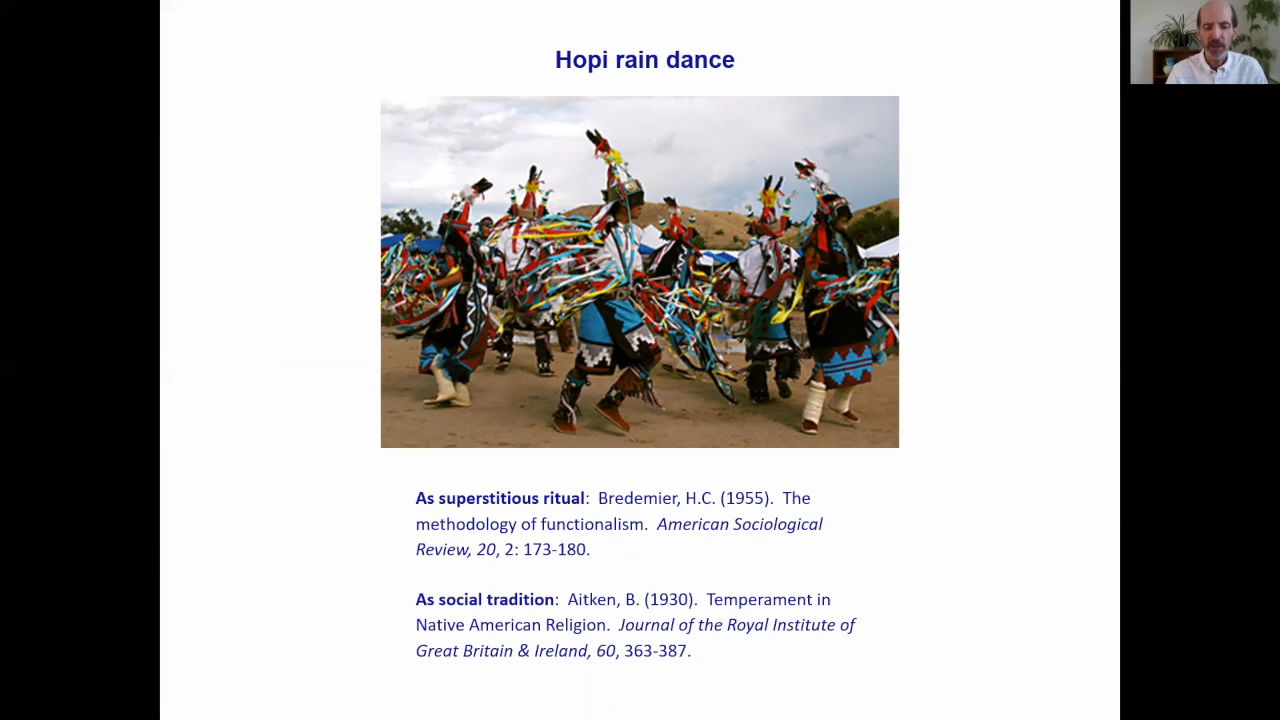 Hopi rain dance
As superstitious ritual:  Bredemier, H.C. (1955).  The
methodology of functionalism.  American Sociological
Review, 20, 2: 173-180.
As social tradition:  Aitken, B. (1930).  Temperament in
Native American Religion.  Journal of the Royal Institute of
Great Britain & Ireland, 60, 363-387.